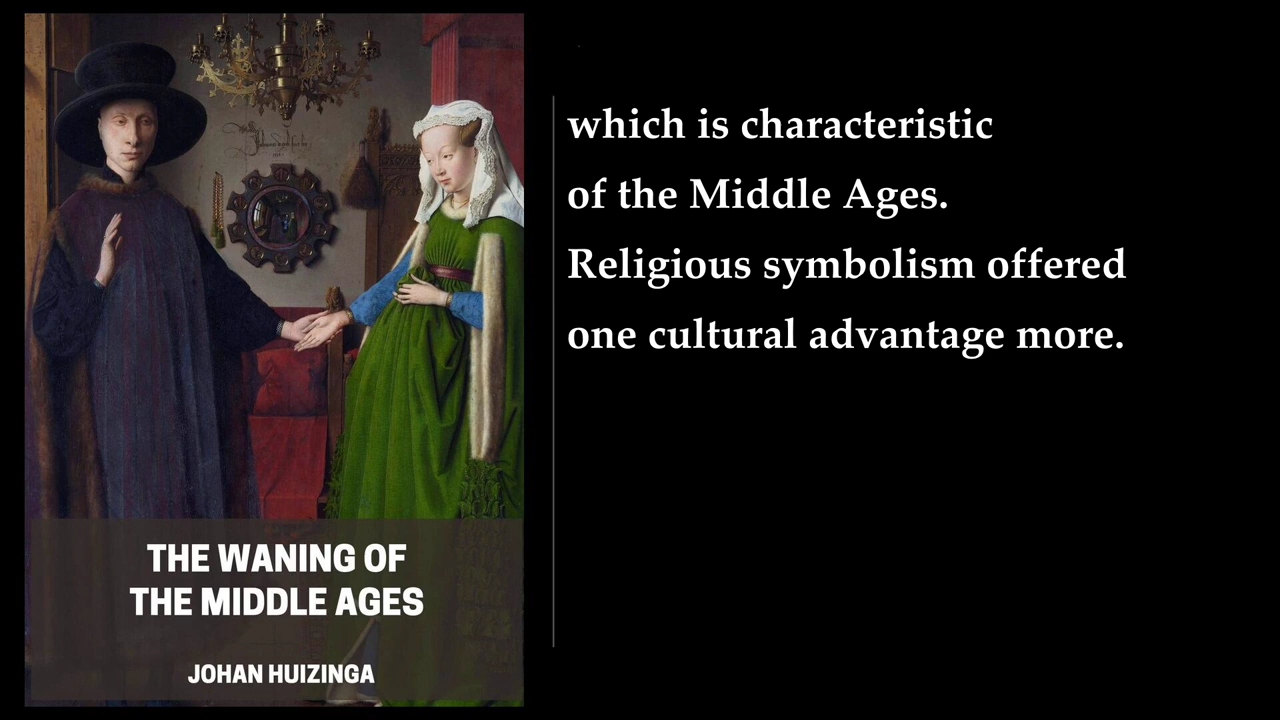 THE WANING OF
THE MIDDLE AGES
JOHAN HUIZINGA
which is characteristic
of the Middle Ages.
Religious symbolism offered
one cultural advantage more.